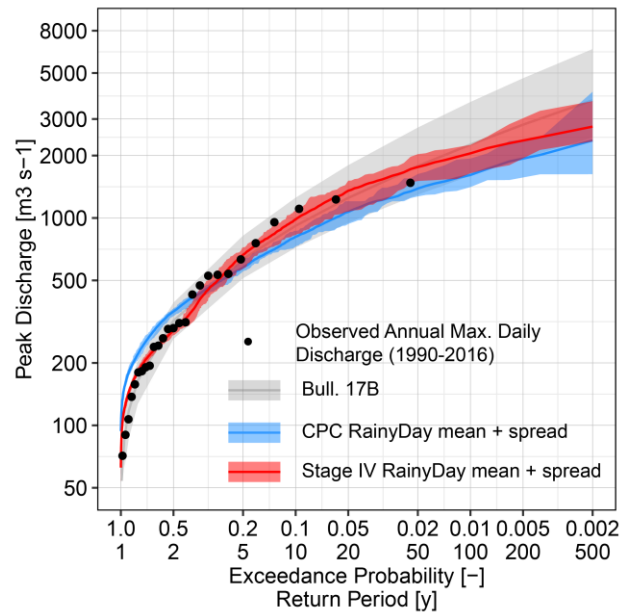 8000
3000
2000
1000
500
200
100
50
Peak Discharge [m3 s−1]
Observed Annual Max. Daily
Discharge (1990-2016)
Bull. 17B
CPC RainyDay mean + spread
Stage IV RainyDay mean + spread
1.0 0.5 0.2 0.1 0.05 0.02 0.01 0.005 0.002
1 2 5 10 20 50 100 200 500
Exceedance Probability [−]
Return Period [y]